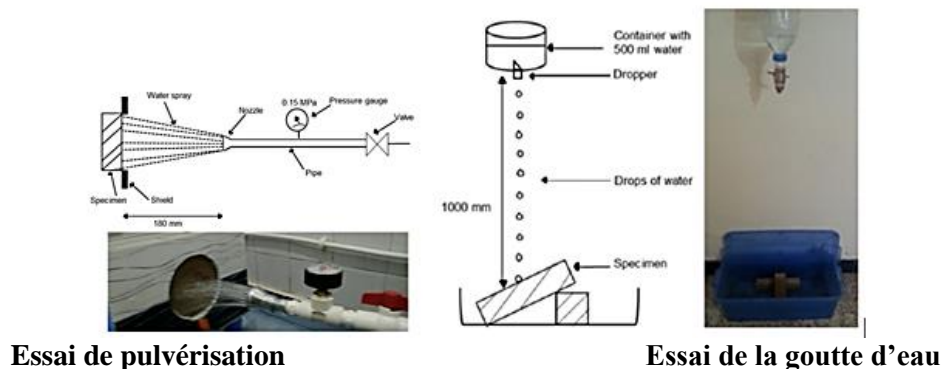 Water spray
Nozzle
0.15 MPa
Pressure gauge
Valve
Pipe
Specimen
Shield
180 mm
Container with
500 ml water
Dropper
Drops of water
1000 mm
Specimen
Essai de pulvérisation
Essai de la goutte d’eau